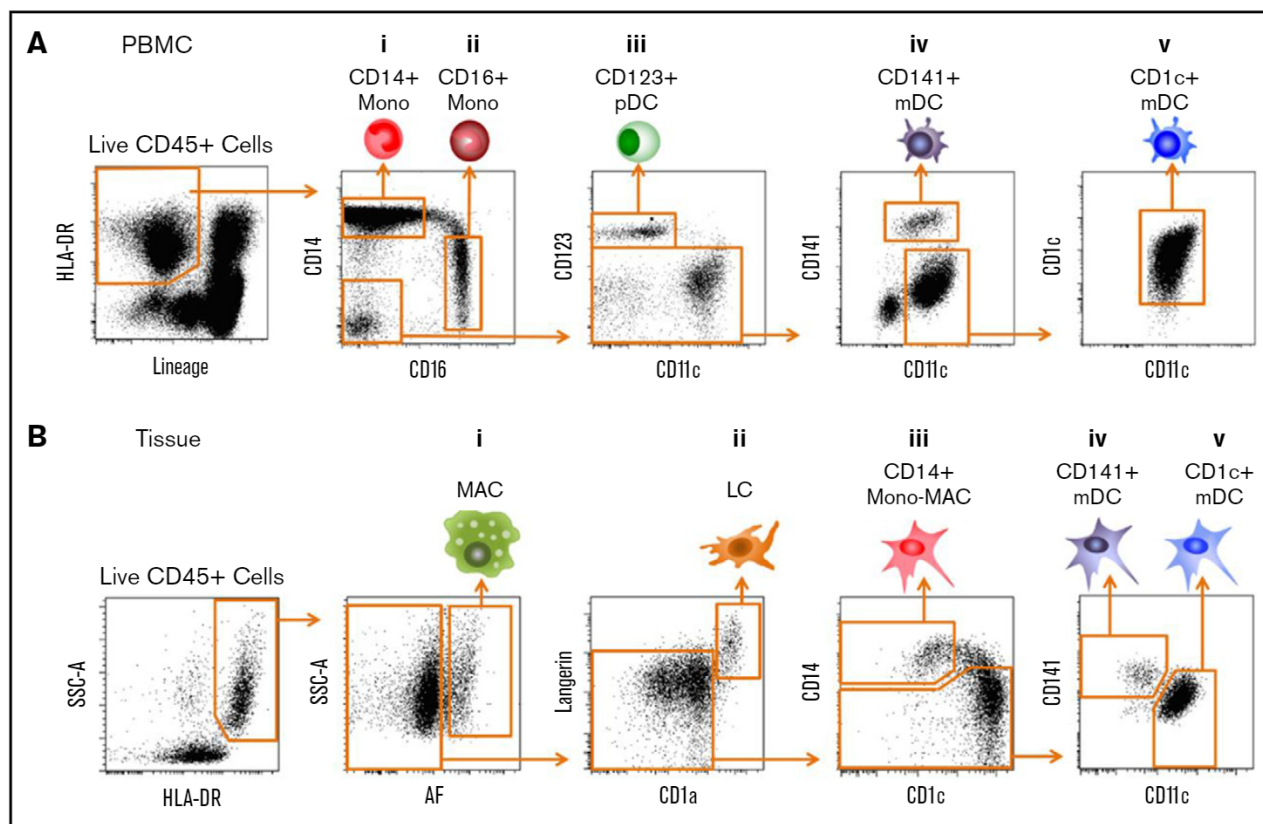 A
PBMC
i
ii
iii
iv
v
CD14+
Mono
CD16+
Mono
CD123+
pDC
CD141+
mDC
CD1c+
mDC
Live CD45+ Cells
HLA-DR
Lineage
CD14
CD16
CD123
CD11c
CD141
CD11c
CD1c
CD11c
B
Tissue
i
ii
iii
iv
v
MAC
LC
CD14+
Mono-MAC
CD141+
mDC
CD1c+
mDC
Live CD45+ Cells
SSC-A
HLA-DR
SSC-A
AF
Langerin
CD1a
CD14
CD1c
CD141
CD11c